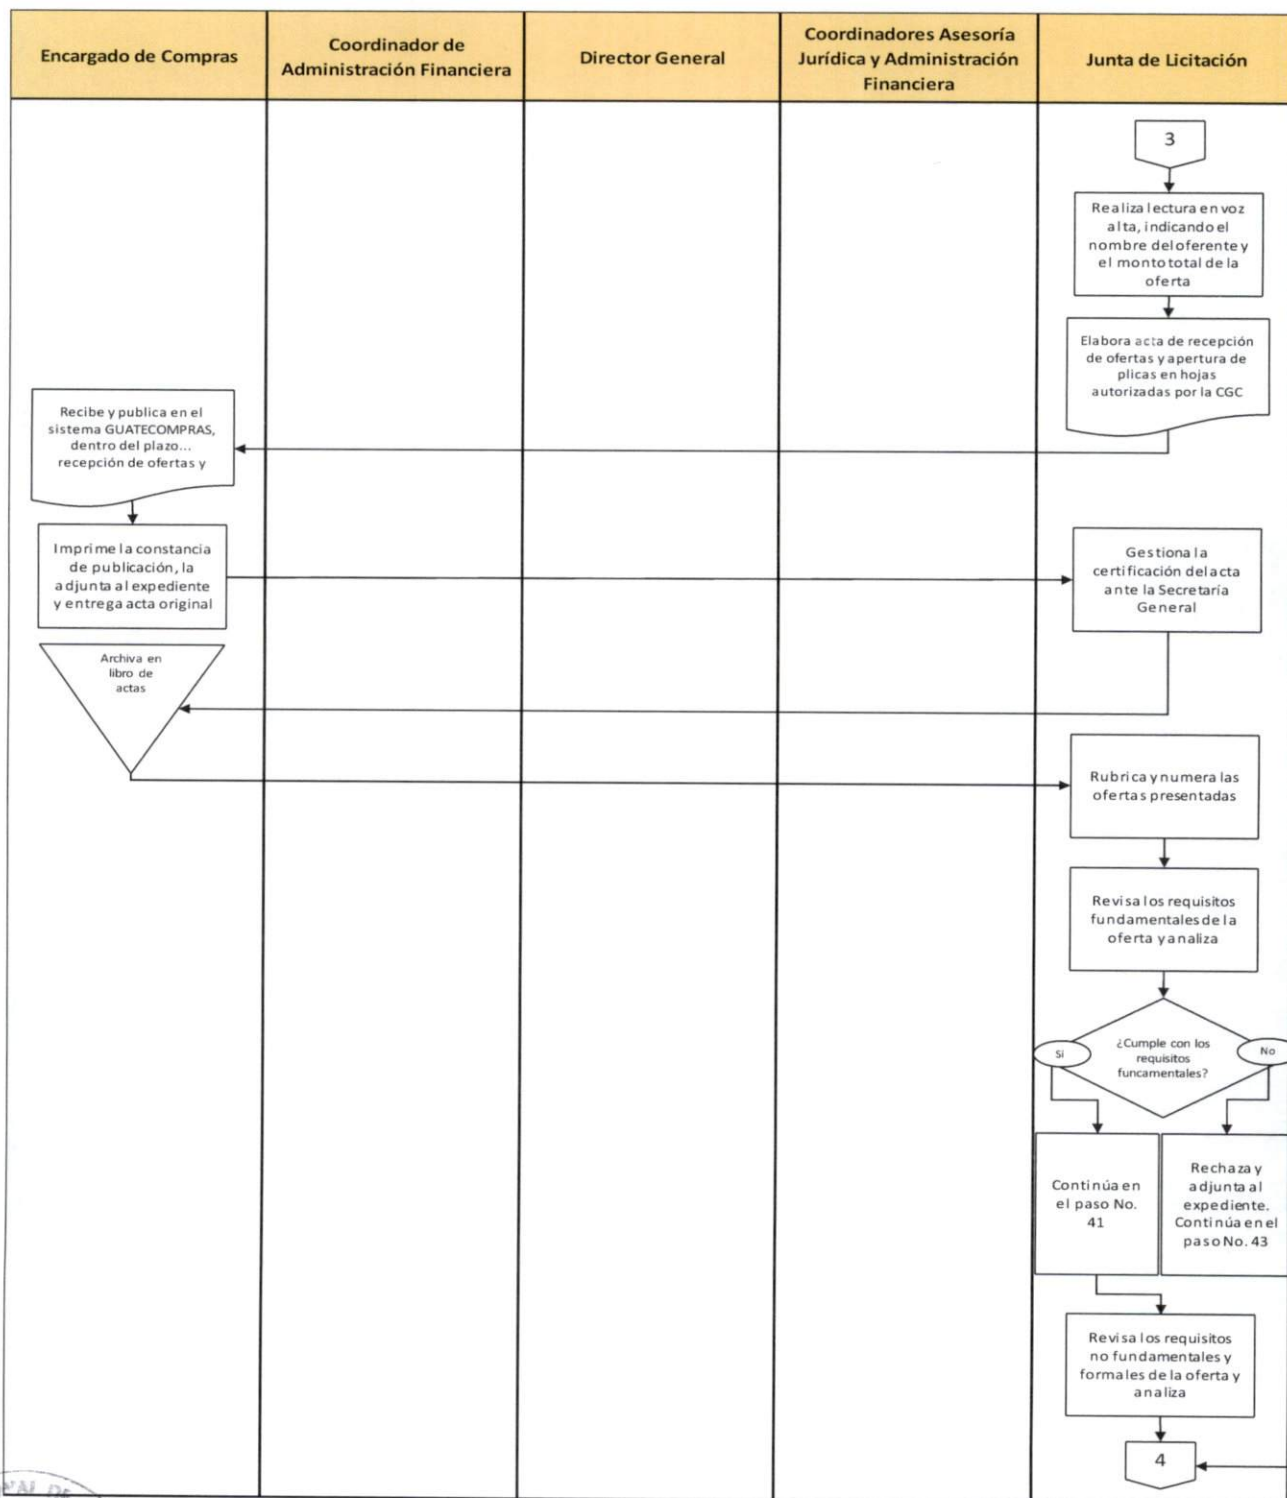 Encargado de Compras
Coordinador de
Administración Financiera
Director General
Coordinadores Asesoría
Jurídica y Administración
Financiera
Junta de Licitación
3
Realiza lectura en voz
alta, indicando el
nombre del oferente y
el monto total de la
oferta
Elabora acta de recepción
de ofertas y apertura de
plicas en hojas
autorizadas por la CGC
Recibe y publica en el
sistema GUATECOMPRAS,
dentro del plazo...
recepción de ofertas y
Imprime la constancia
de publicación, la
adjunta al expediente
y entrega acta original
Gestiona la
certificación del acta
ante la Secretaría
General
Archiva en
libro de
actas
Rubrica y numera las
ofertas presentadas
Revisa los requisitos
fundamentales de la
oferta y analiza
¿Cumple con los
requisitos
funcamentales?
Si
No
Continúa en
el paso No.
41
Rechaza y
adjunta al
expediente.
Continúa en el
paso No. 43
Revisa los requisitos
no fundamentales y
formales de la oferta y
analiza
4